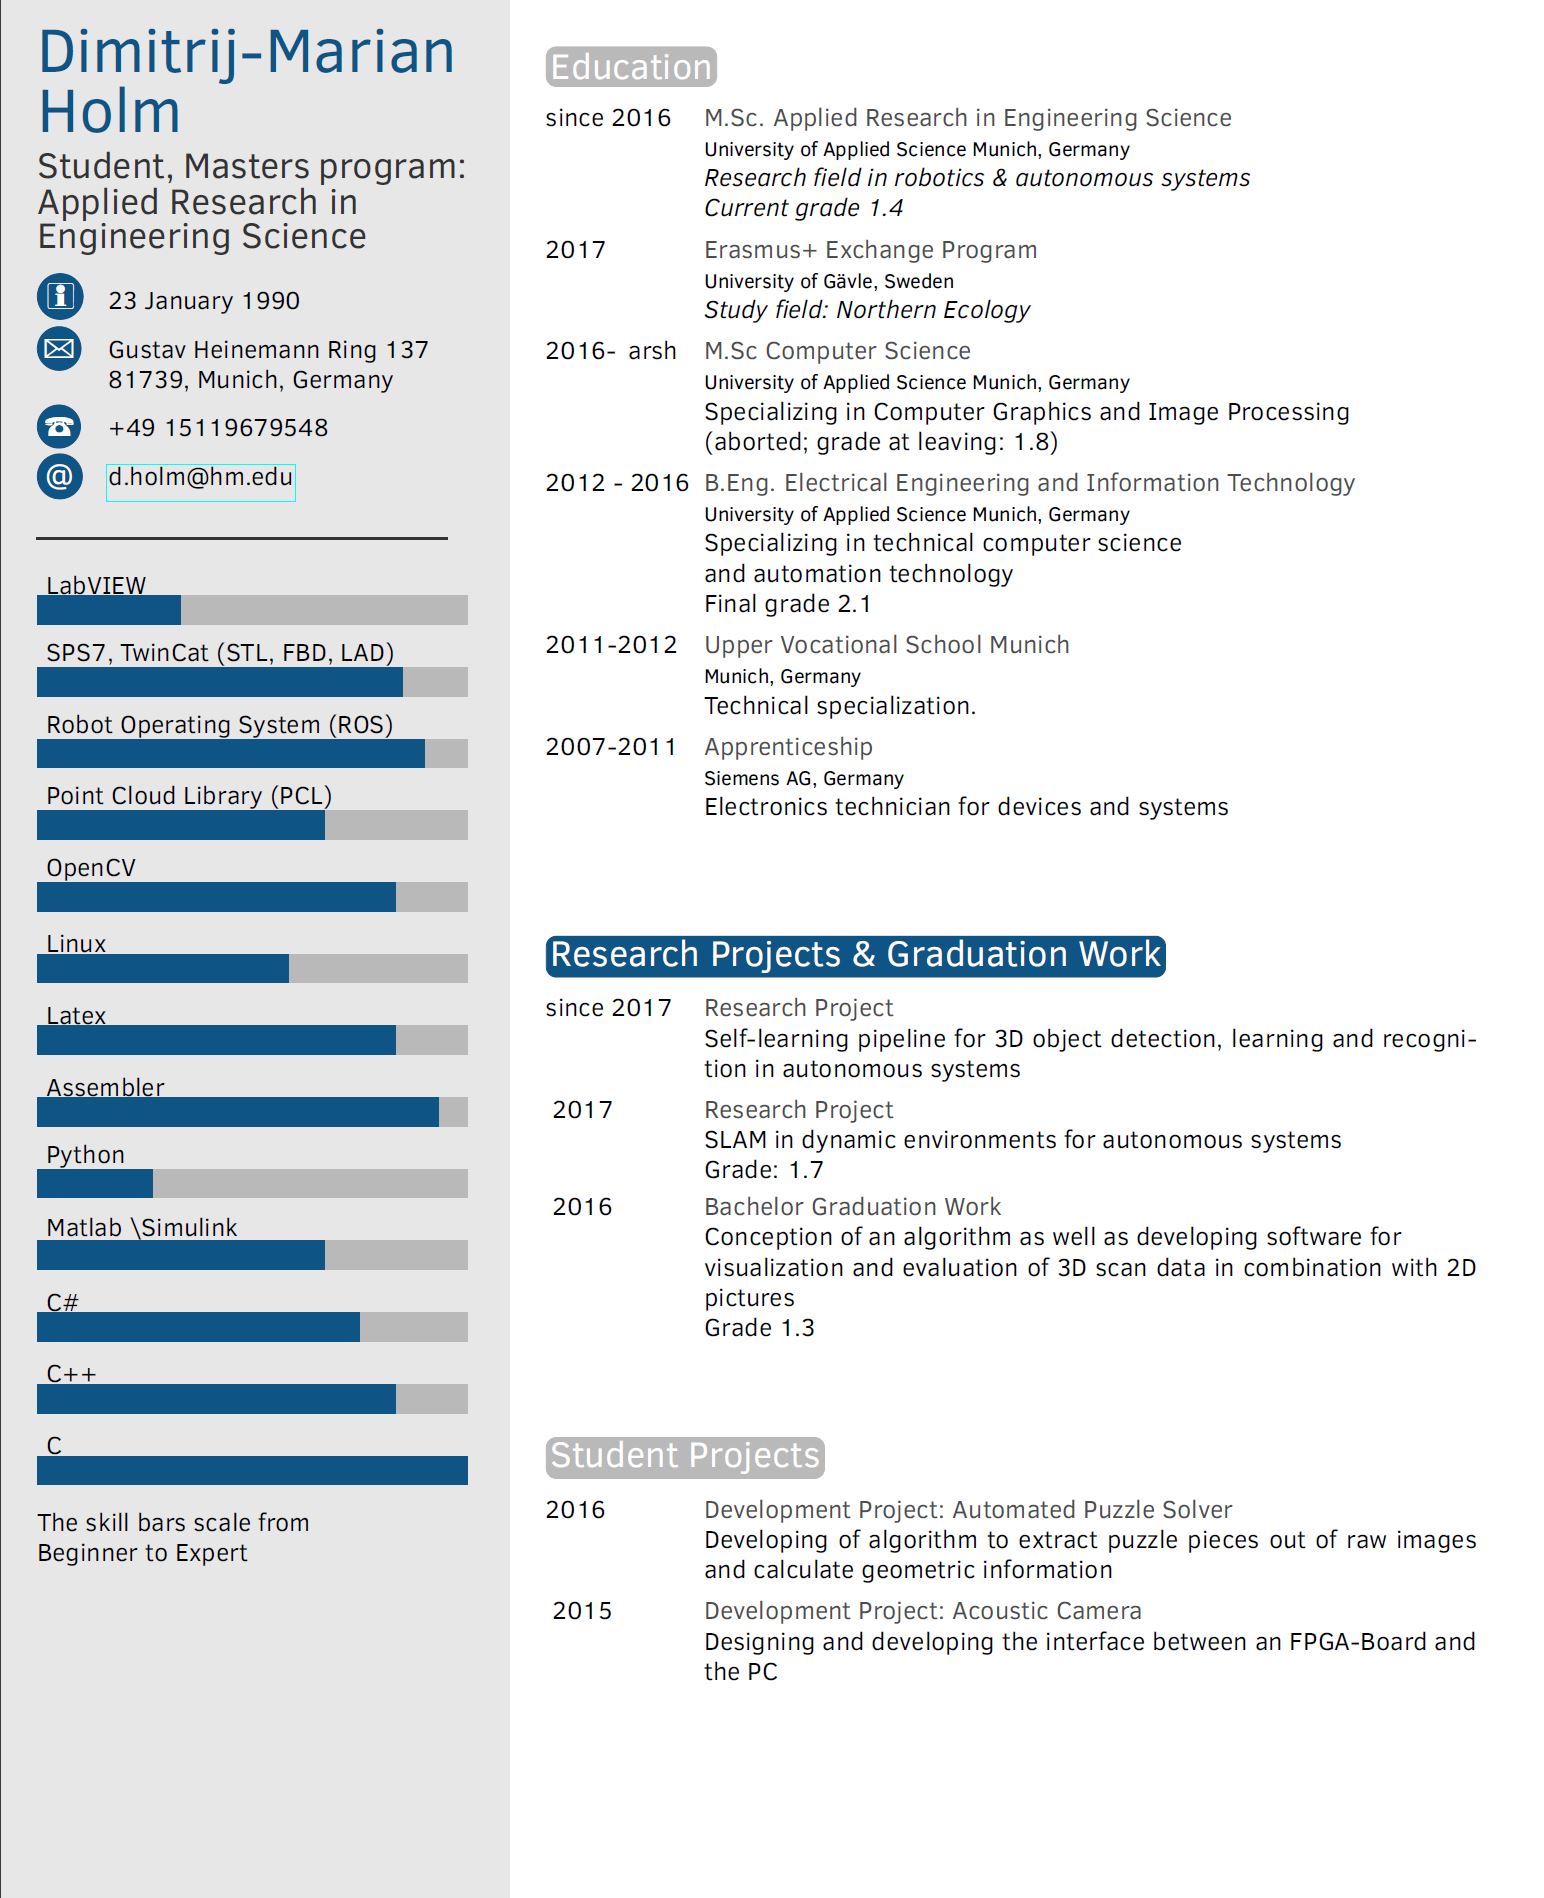 Dimitrij-Marian
Holm
Student, Masters program:
Applied Research in
Engineering Science
23 January 1990
Gustav Heinemann Ring 137
81739, Munich, Germany
+49 15119679548
@ d.holm@hm.edu
LabVIEW
SPS7, TwinCat (STL, FBD, LAD)
Robot Operating System (ROS)
Point Cloud Library (PCL)
OpenCV
Linux
Latex
Assembler
Python
Matlab \Simulink
C#
C++
C
The skill bars scale from
Beginner to Expert
Education
since 2016 M.Sc. Applied Research in Engineering Science
University of Applied Science Munich, Germany
Research field in robotics & autonomous systems
Current grade 1.4
2017 Erasmus+ Exchange Program
University of Gävle, Sweden
Study field: Northern Ecology
2016- arsh M.Sc Computer Science
University of Applied Science Munich, Germany
Specializing in Computer Graphics and Image Processing
(aborted; grade at leaving: 1.8)
2012 - 2016 B.Eng. Electrical Engineering and Information Technology
University of Applied Science Munich, Germany
Specializing in technical computer science
and automation technology
Final grade 2.1
2011-2012 Upper Vocational School Munich
Munich, Germany
Technical specialization.
2007-2011 Apprenticeship
Siemens AG, Germany
Electronics technician for devices and systems
Research Projects & Graduation Work
since 2017 Research Project
Self-learning pipeline for 3D object detection, learning and recogni-
tion in autonomous systems
2017 Research Project
SLAM in dynamic environments for autonomous systems
Grade: 1.7
2016 Bachelor Graduation Work
Conception of an algorithm as well as developing software for
visualization and evaluation of 3D scan data in combination with 2D
pictures
Grade 1.3
Student Projects
2016 Development Project: Automated Puzzle Solver
Developing of algorithm to extract puzzle pieces out of raw images
and calculate geometric information
2015 Development Project: Acoustic Camera
Designing and developing the interface between an FPGA-Board and
the PC